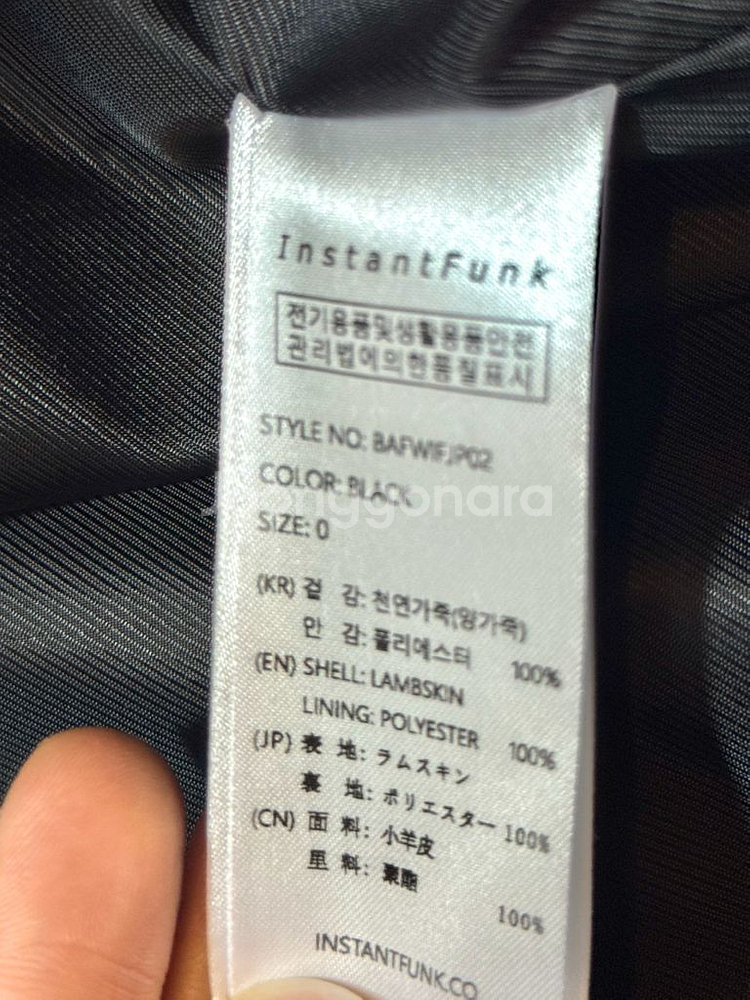 InstantFunk
전기용품및생활용품안전
관리법에의한품질표시
STYLE NO: BAFWIFJP02
COLOR: BLACK
SIZE: 0
(KR) 겉 감: 천연가죽(양가죽)
안 감: 폴리에스터 100%
(EN) SHELL: LAMBSKIN
LINING: POLYESTER 100%
(JP) 表 地: ラムスキン
裏 地: ポリエスター 100%
(CN) 面 料: 小羊皮
里 料: 聚酯
100%
INSTANTFUNK.CO